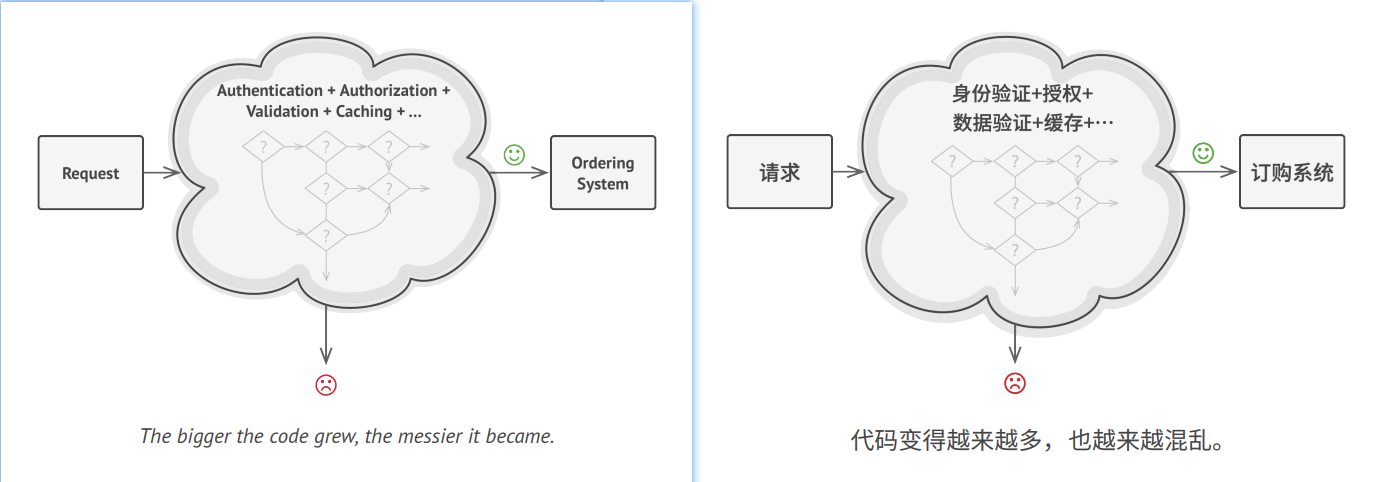 Authentication + Authorization +
Validation + Caching + ...
?
?
?
Request
Ordering
System
?
?
?
The bigger the code grew, the messier it became.
身份验证+授权+
数据验证+缓存+…
?
?
?
请求
订购系统
?
?
?
代码变得越来越多，也越来越混乱。